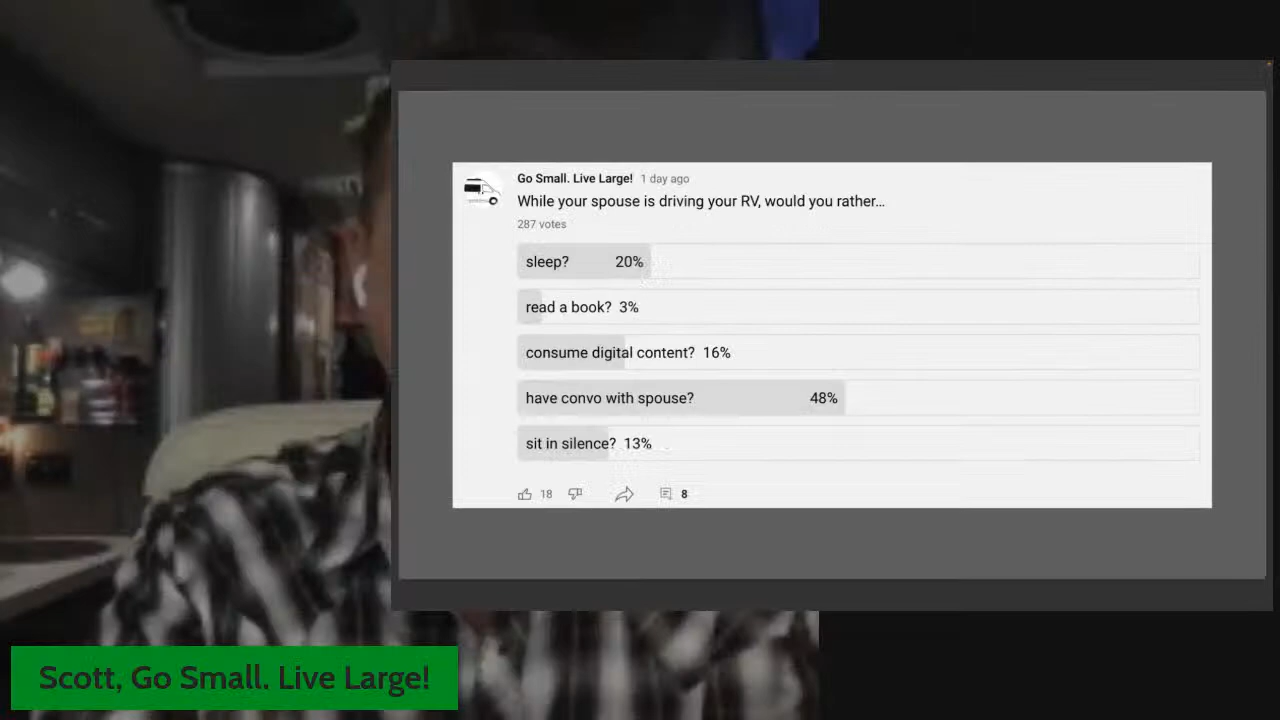 Go Small. Live Large! 1 day ago
While your spouse is driving your RV, would you rather...
287 votes
sleep? 20%
read a book? 3%
consume digital content? 16%
have convo with spouse? 48%
sit in silence? 13%
18 8
Scott, Go Small. Live Large!